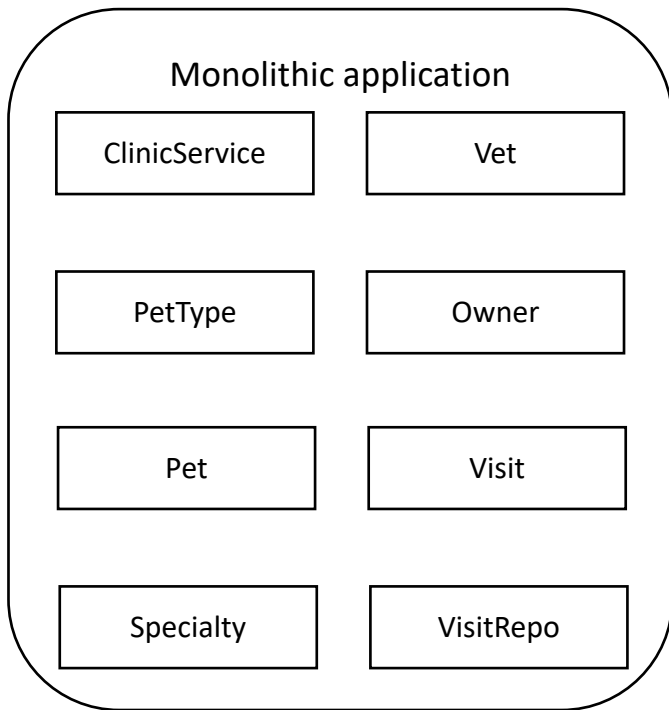 Monolithic application
ClinicService
Vet
PetType
Owner
Pet
Visit
Specialty
VisitRepo